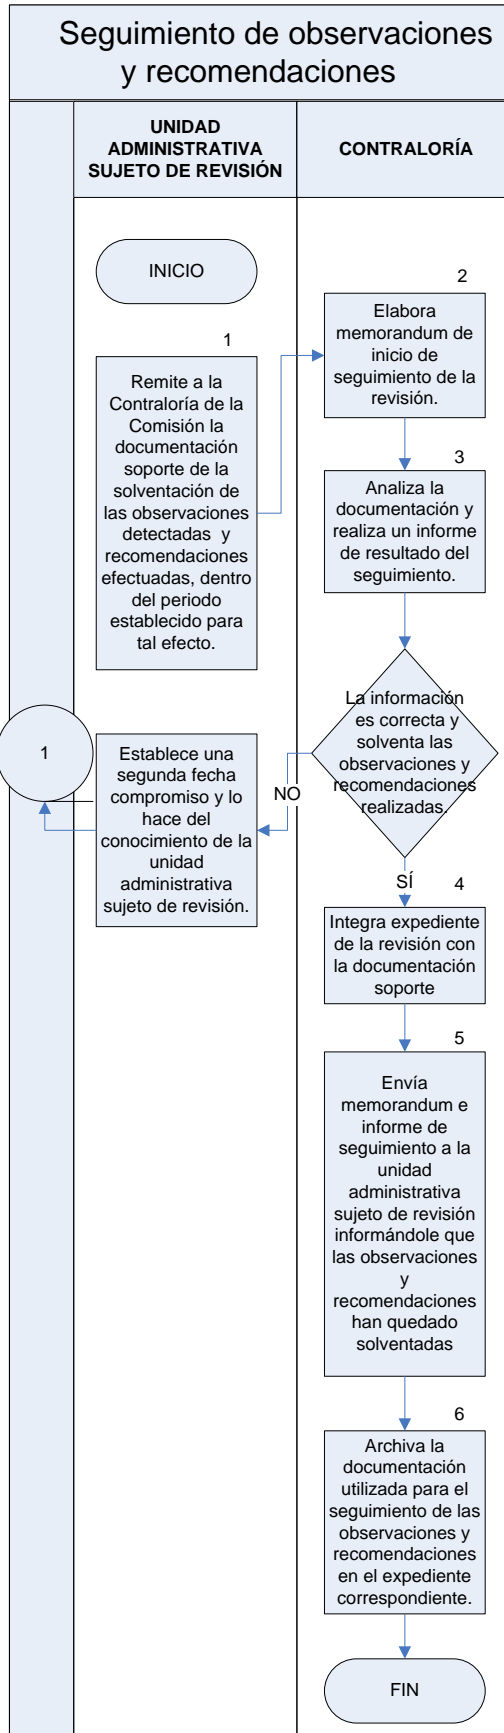 Seguimiento de observaciones
y recomendaciones
UNIDAD
ADMINISTRATIVA
SUJETO DE REVISIÓN
CONTRALORÍA
INICIO
1
Remite a la
Contraloría de la
Comisión la
documentación
soporte de la
solventación de
las observaciones
detectadas y
recomendaciones
efectuadas, dentro
del periodo
establecido para
tal efecto.
2
Elabora
memorandum de
inicio de
seguimiento de la
revisión.
3
Analiza la
documentación y
realiza un informe
de resultado del
seguimiento.
La información
es correcta y
solventa las
observaciones y
recomendaciones
realizadas.
NO
Establece una
segunda fecha
compromiso y lo
hace del
conocimiento de la
unidad
administrativa
sujeto de revisión.
1
SÍ
4
Integra expediente
de la revisión con
la documentación
soporte
5
Envía
memorandum e
informe de
seguimiento a la
unidad
administrativa
sujeto de revisión
informándole que
las observaciones
y
recomendaciones
han quedado
solventadas
6
Archiva la
documentación
utilizada para el
seguimiento de las
observaciones y
recomendaciones
en el expediente
correspondiente.
FIN